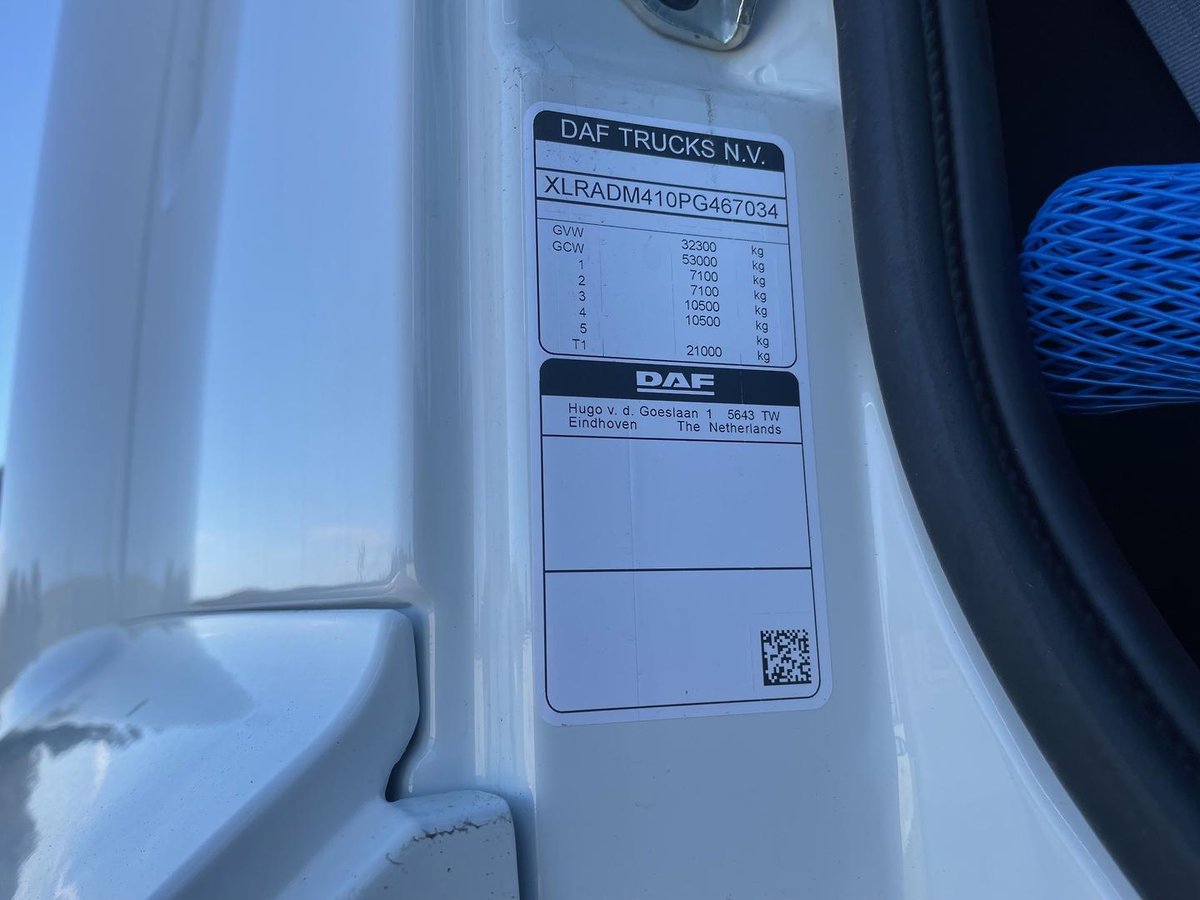 DAF TRUCKS N.V.
XLRADM410PG467034
GVW 32300 kg
GCW 53000 kg
1 7100 kg
2 7100 kg
3 10500 kg
4 10500 kg
5 kg
T1 21000 kg
DAF
Hugo v. d. Goeslaan 1 5643 TW
Eindhoven The Netherlands